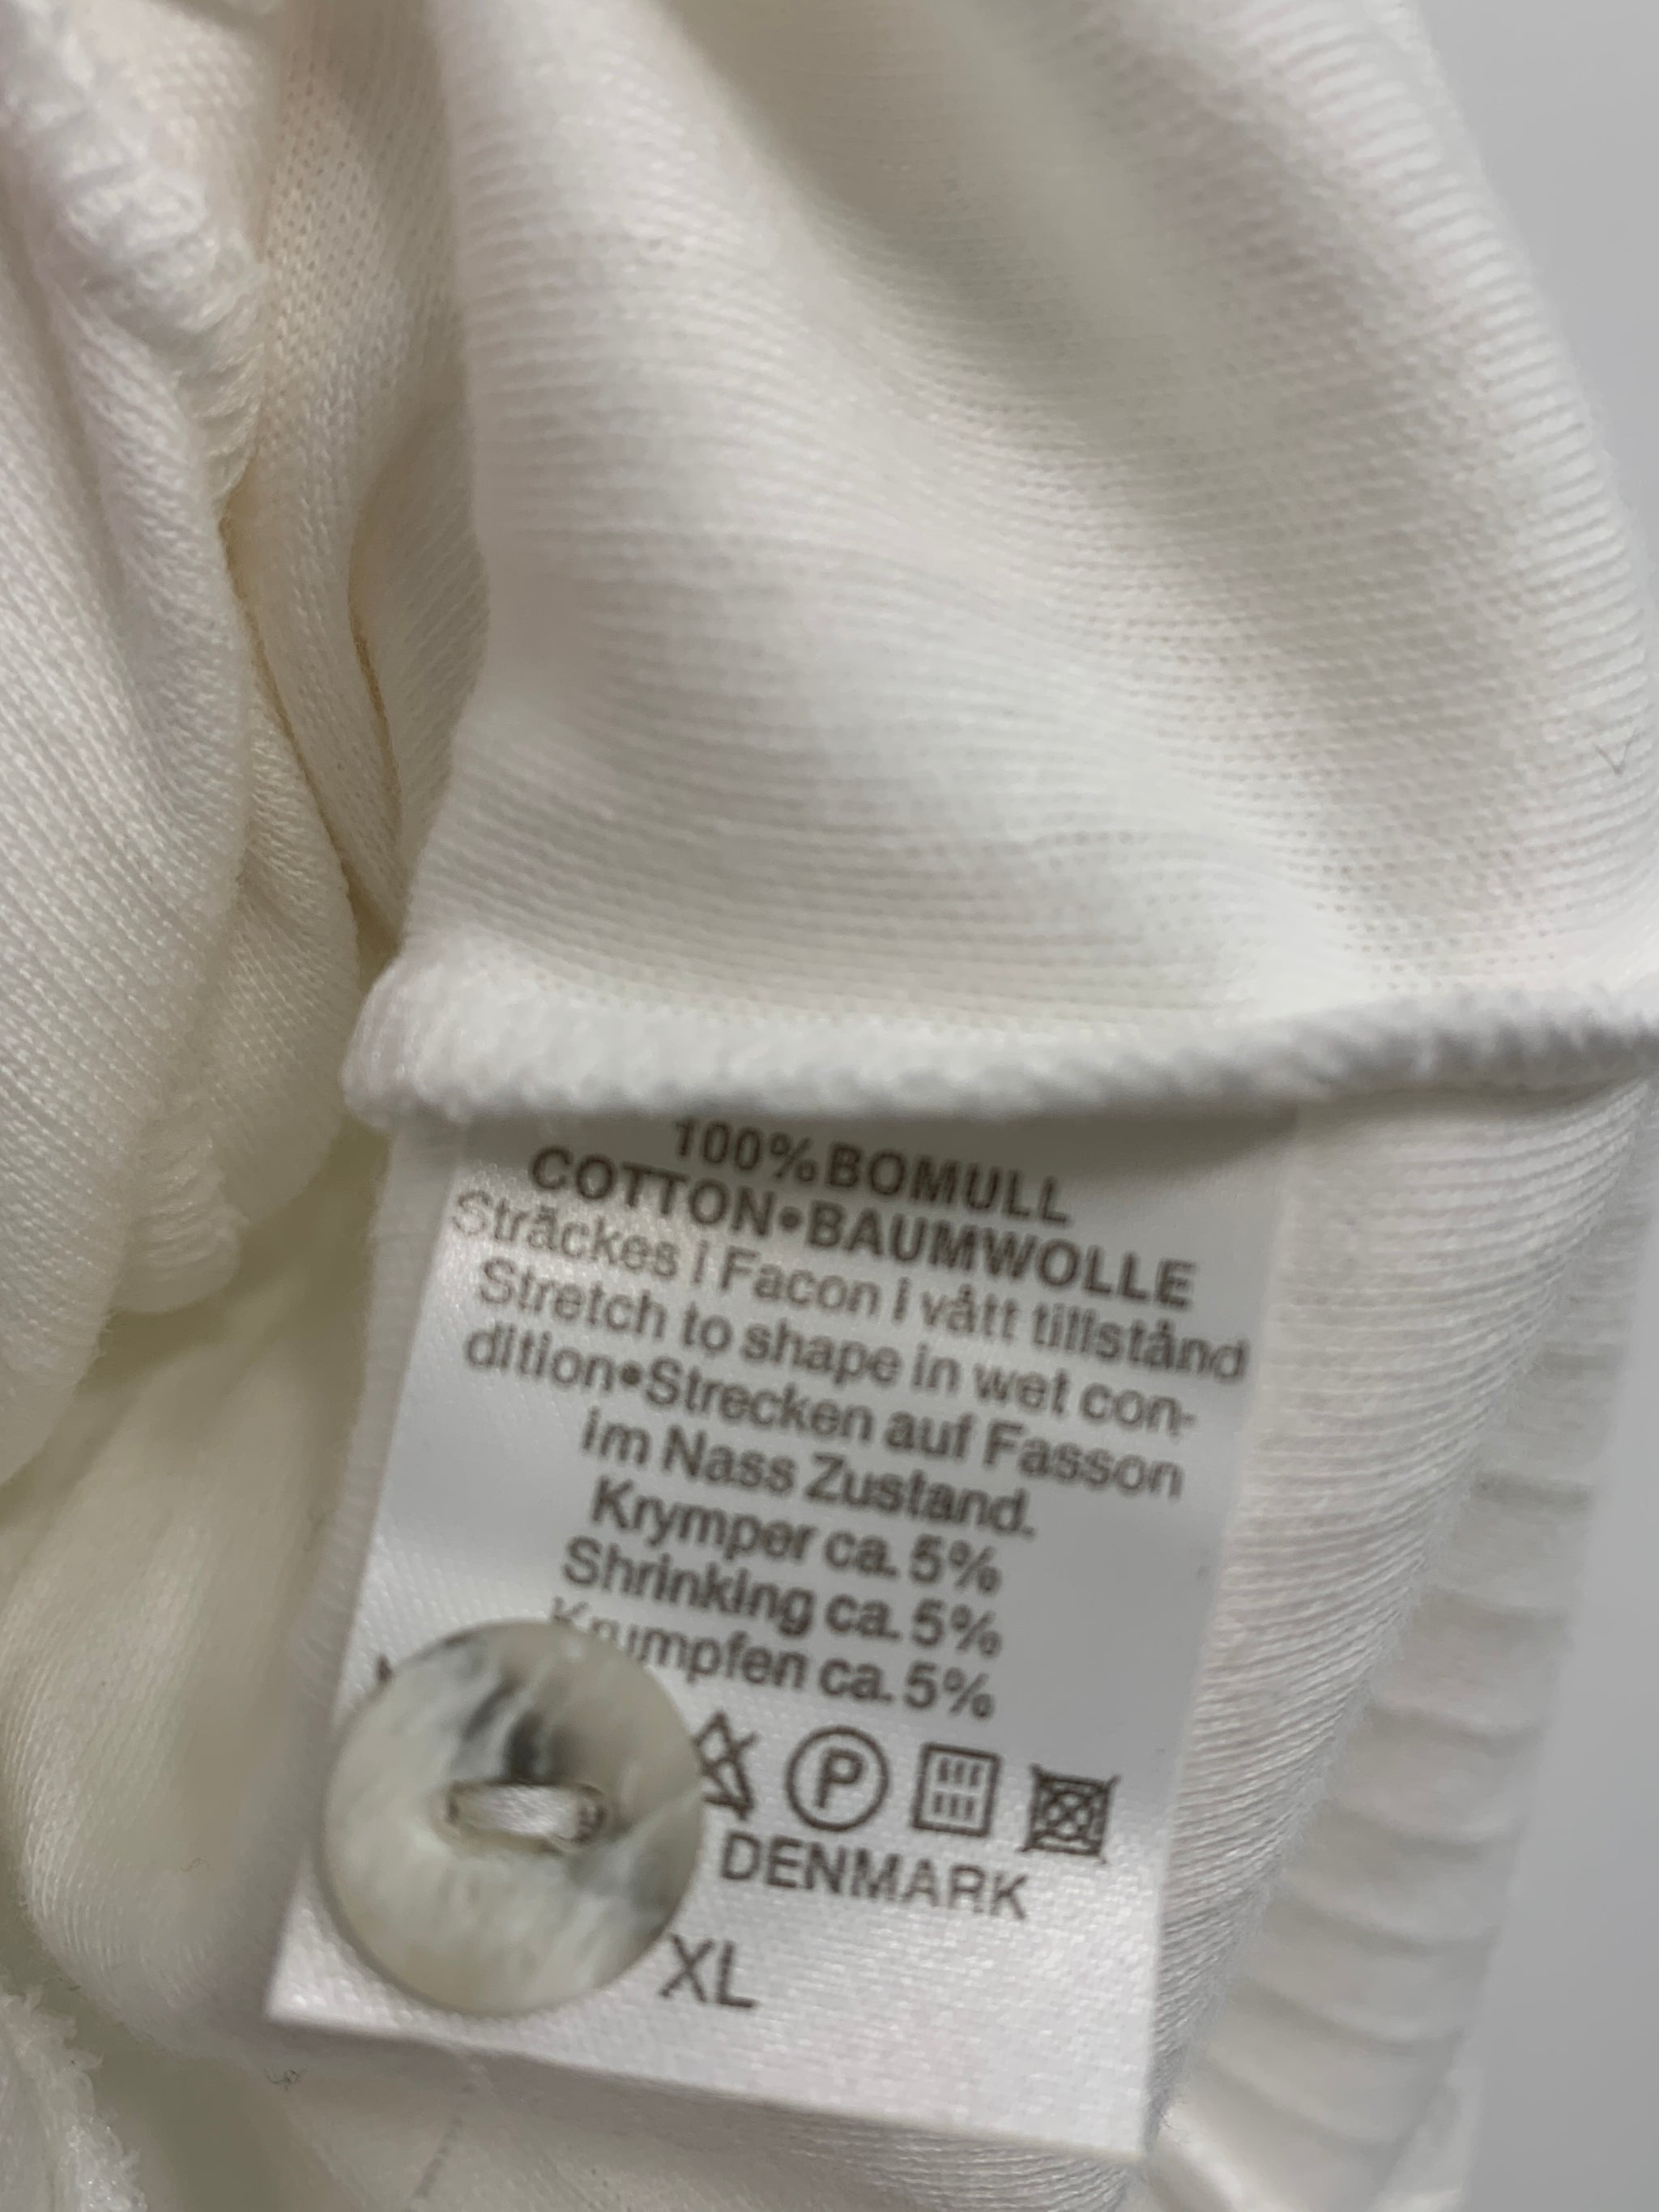 100% BOMULL
COTTON•BAUMWOLLE
Sträckes i Facon i vått tillstånd
Stretch to shape in wet con-
dition•Strecken auf Fasson
im Nass Zustand.
Krymper ca. 5%
Shrinking ca. 5%
Krumpfen ca. 5%
P
DENMARK
XL